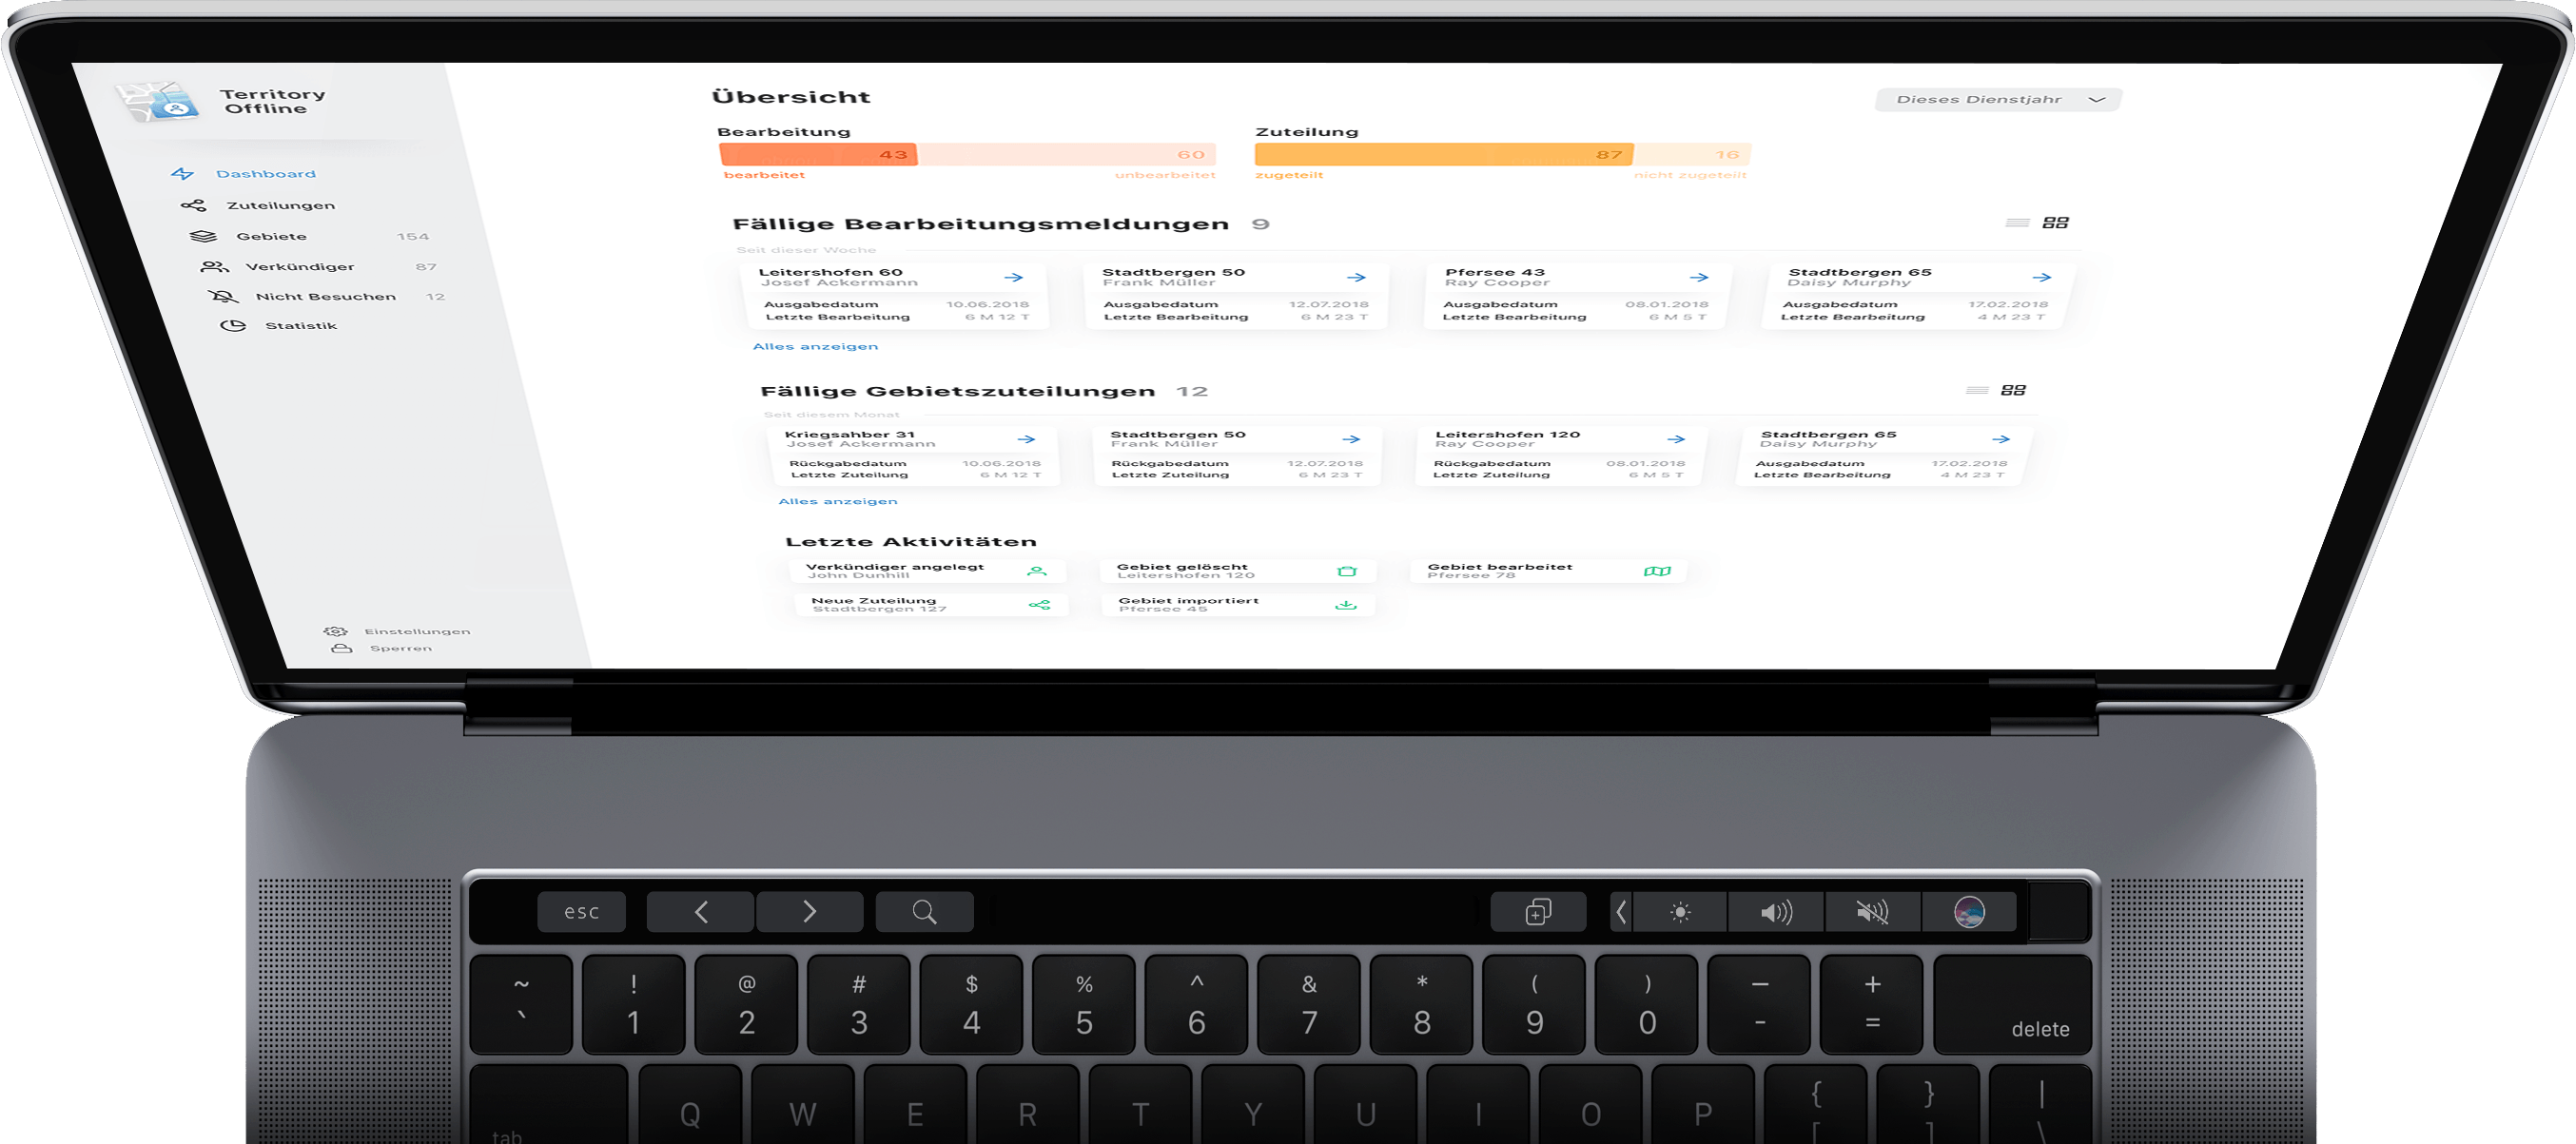 Territory
Offline
Dashboard
Zuteilungen
Gebiete 154
Verkündiger 87
Nicht Besuchen 12
Statistik
Einstellungen
Sperren
Übersicht
Dieses Dienstjahr
Bearbeitung
43 60
bearbeitet unbearbeitet
Zuteilung
87 16
zugeteilt nicht zugeteilt
Fällige Bearbeitungsmeldungen 9
Seit dieser Woche
Leitershofen 60
Josef Ackermann
Ausgabedatum 10.06.2018
Letzte Bearbeitung 6 M 12 T
Stadtbergen 50
Frank Müller
Ausgabedatum 12.07.2018
Letzte Bearbeitung 6 M 23 T
Pfersee 43
Ray Cooper
Ausgabedatum 08.01.2018
Letzte Bearbeitung 6 M 5 T
Stadtbergen 65
Daisy Murphy
Ausgabedatum 17.02.2018
Letzte Bearbeitung 4 M 23 T
Alles anzeigen
Fällige Gebietszuteilungen 12
Seit diesem Monat
Kriegsahber 31
Josef Ackermann
Rückgabedatum 10.06.2018
Letzte Zuteilung 6 M 12 T
Stadtbergen 50
Frank Müller
Rückgabedatum 12.07.2018
Letzte Zuteilung 6 M 23 T
Leitershofen 120
Ray Cooper
Rückgabedatum 08.01.2018
Letzte Zuteilung 6 M 5 T
Stadtbergen 65
Daisy Murphy
Ausgabedatum 17.02.2018
Letzte Bearbeitung 4 M 23 T
Alles anzeigen
Letzte Aktivitäten
Verkündiger angelegt
John Dunhill
Gebiet gelöscht
Leitershofen 120
Gebiet bearbeitet
Pfersee 78
Neue Zuteilung
Stadtbergen 127
Gebiet importiert
Pfersee 45
esc
~ ! @ # $ % ^ & * ( ) — +
` 1 2 3 4 5 6 7 8 9 0 - =
delete
tab Q W E R T Y U I O P { } |
[ ] \